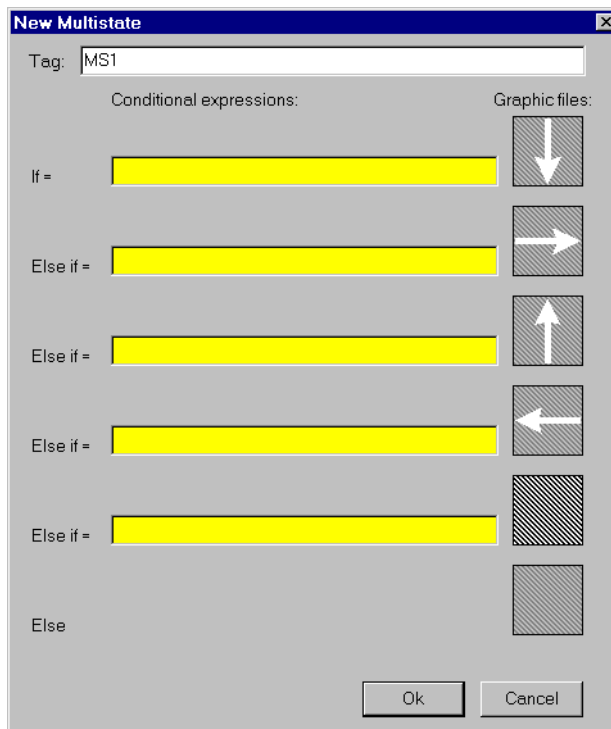 New Multistate
Tag: MS1
Conditional expressions: Graphic files:
If =
Else if =
Else if =
Else if =
Else if =
Else
Ok Cancel